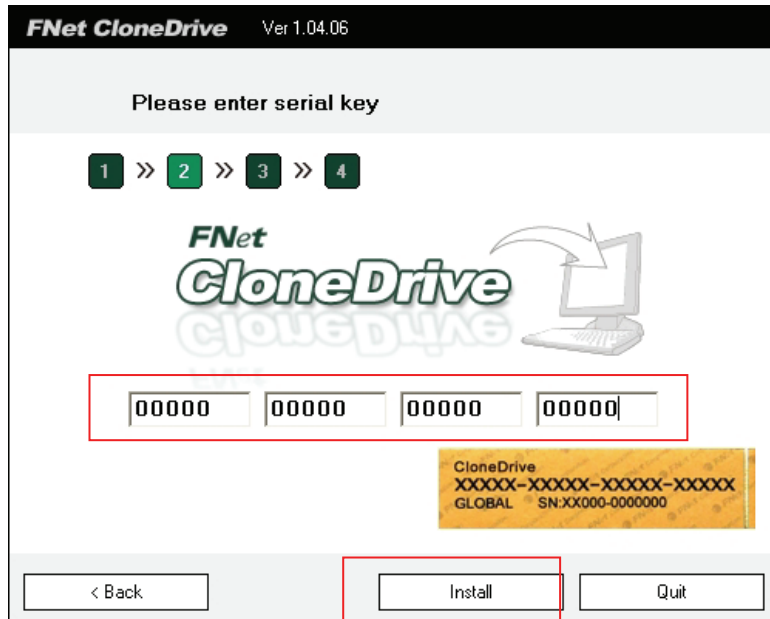 FNet CloneDrive Ver 1.04.06
Please enter serial key
1 » 2 » 3 » 4
FNet
CloneDrive
00000 00000 00000 00000
CloneDrive
XXXXX-XXXXX-XXXXX-XXXXX
GLOBAL SN:XX000-0000000
< Back Install Quit